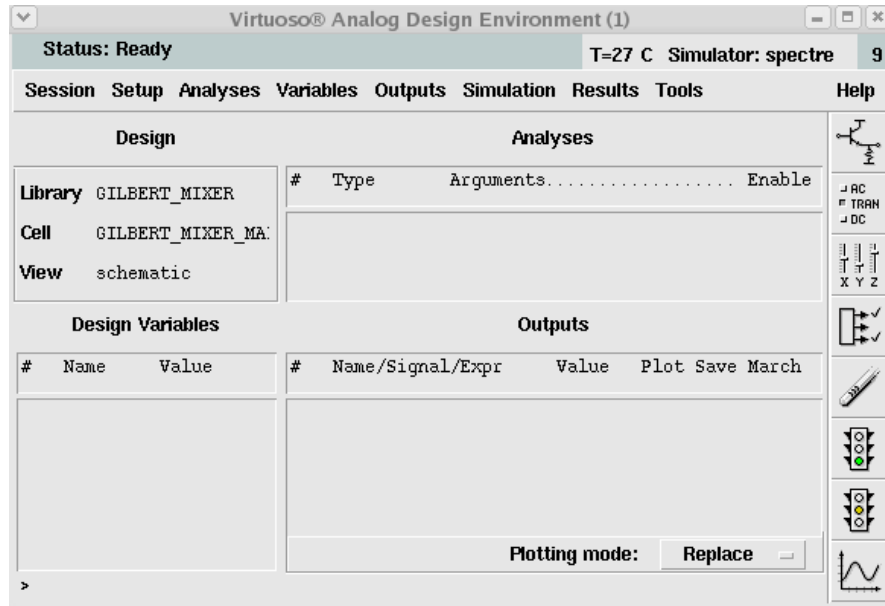 Virtuoso® Analog Design Environment (1)
Status: Ready
T=27 C Simulator: spectre 9
Session Setup Analyses Variables Outputs Simulation Results Tools Help
Design
Analyses
Library GILBERT_MIXER
Cell GILBERT_MIXER_MA
View schematic
# Type Arguments.................. Enable
AC
TRAN
DC
X Y Z
Design Variables
Outputs
# Name Value
# Name/Signal/Expr Value Plot Save March
Plotting mode: Replace
>